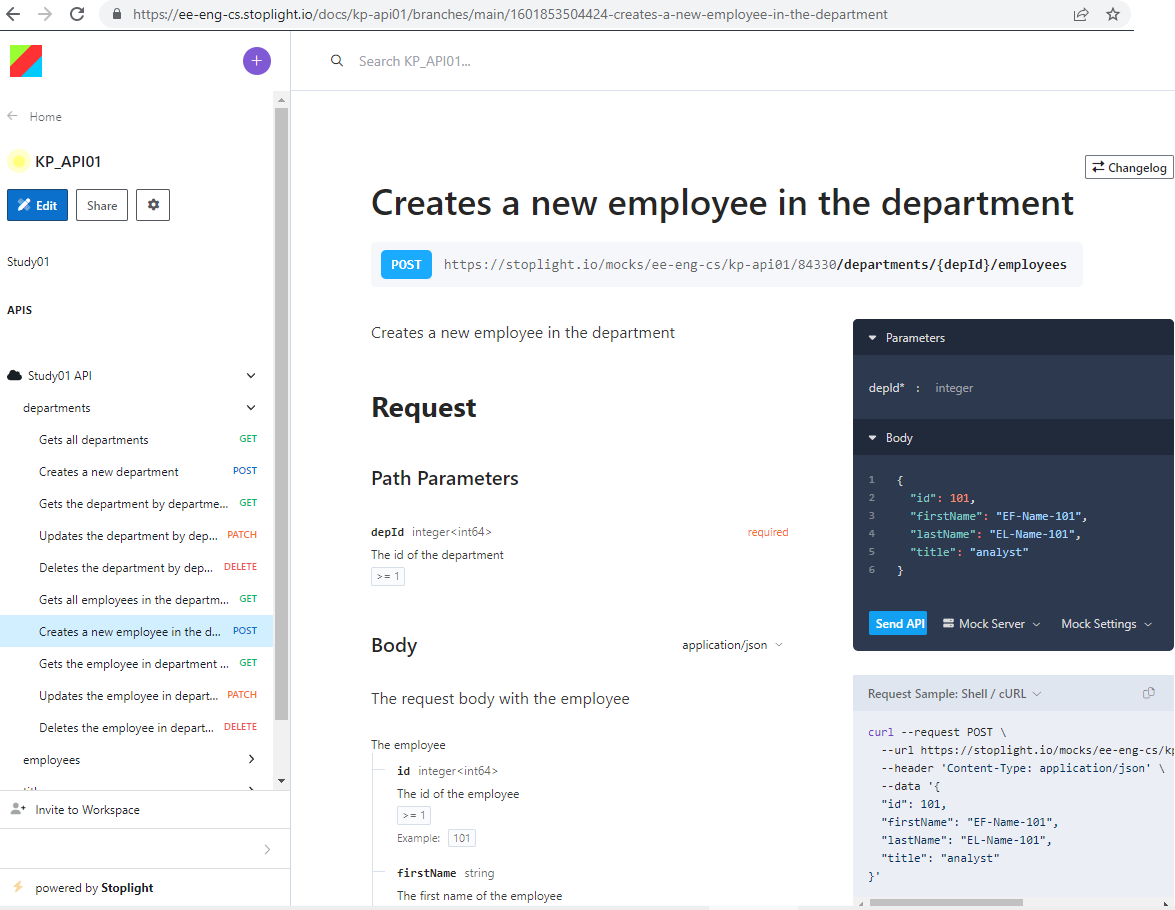 https://ee-eng-cs.stoplight.io/docs/kp-api01/branches/main/1601853504424-creates-a-new-employee-in-the-department
Search KP_API01...
Home
KP_API01
Edit
Share
Study01
APIS
Study01 API
departments
Gets all departments GET
Creates a new department POST
Gets the department by departme... GET
Updates the department by dep... PATCH
Deletes the department by dep... DELETE
Gets all employees in the departm... GET
Creates a new employee in the d... POST
Gets the employee in department ... GET
Updates the employee in depart... PATCH
Deletes the employee in depart... DELETE
employees
Invite to Workspace
powered by Stoplight
Changelog
Creates a new employee in the department
POST https://stoplight.io/mocks/ee-eng-cs/kp-api01/84330/departments/{depId}/employees
Creates a new employee in the department
Request
Path Parameters
depId integer<int64> required
The id of the department
>= 1
Body application/json
The request body with the employee
The employee
id integer<int64>
The id of the employee
>= 1
Example: 101
firstName string
The first name of the employee
Parameters
depId* : integer
Body
1 {
2 "id": 101,
3 "firstName": "EF-Name-101",
4 "lastName": "EL-Name-101",
5 "title": "analyst"
6 }
Send API Mock Server Mock Settings
Request Sample: Shell / cURL
curl --request POST \
--url https://stoplight.io/mocks/ee-eng-cs/kp
--header 'Content-Type: application/json' \
--data '{
"id": 101,
"firstName": "EF-Name-101",
"lastName": "EL-Name-101",
"title": "analyst"
}'